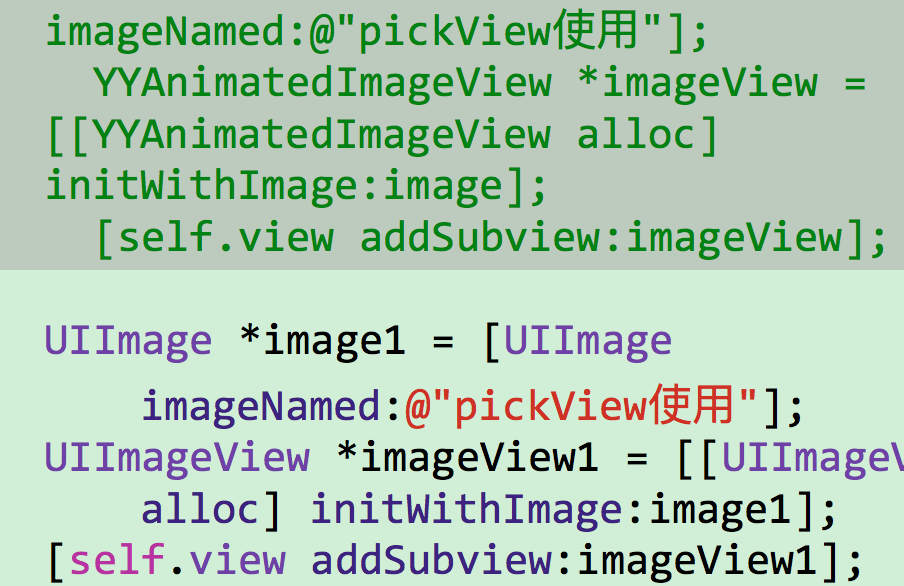 imageNamed:@"pickView使用"];
YYAnimatedImageView *imageView =
[[YYAnimatedImageView alloc]
initWithImage:image];
[self.view addSubview:imageView];
UIImage *image1 = [UIImage
imageNamed:@"pickView使用"];
UIImageView *imageView1 = [[UIImageV
alloc] initWithImage:image1];
[self.view addSubview:imageView1];